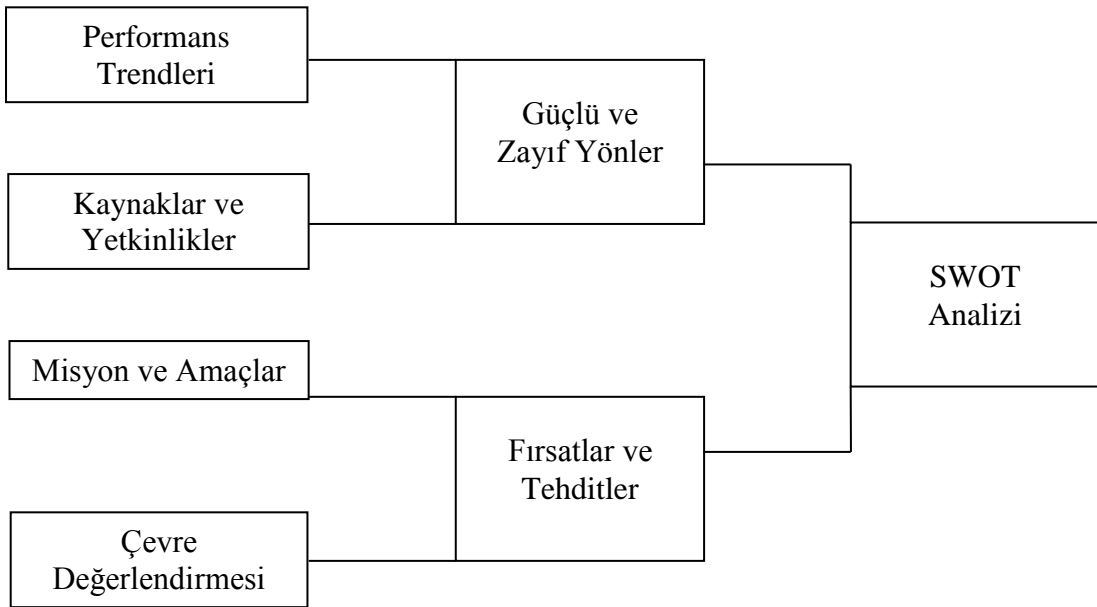 Performans
Trendleri
Güçlü ve
Zayıf Yönler
Kaynaklar ve
Yetkinlikler
SWOT
Analizi
Misyon ve Amaçlar
Fırsatlar ve
Tehditler
Çevre
Değerlendirmesi